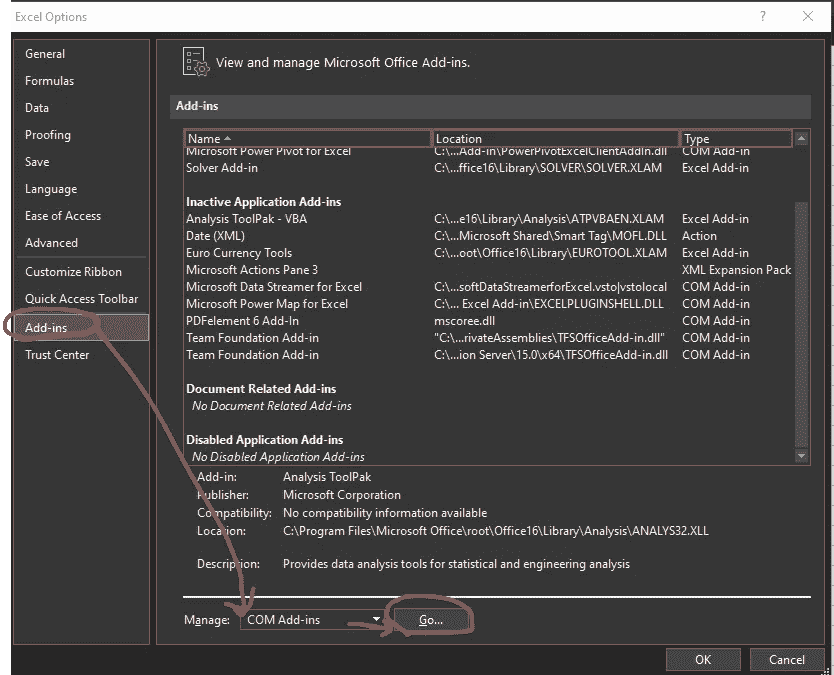 Excel Options
?
General
Formulas
Data
Proofing
Save
Language
Ease of Access
Advanced
Customize Ribbon
Quick Access Toolbar
Add-ins
Trust Center
View and manage Microsoft Office Add-ins.
Add-ins
Name Location Type
Microsoft Power Pivot for Excel C:\...Add-in\PowerPivotExcelClientAddIn.dll COM Add-in
Solver Add-in C:\...ffice16\Library\SOLVER\SOLVER.XLAM Excel Add-in
Inactive Application Add-ins
Analysis ToolPak - VBA C:\...e16\Library\Analysis\ATPVBAEN.XLAM Excel Add-in
Date (XML) C:\...Microsoft Shared\Smart Tag\MOFL.DLL Action
Euro Currency Tools C:\...oot\Office16\Library\EUROTOOL.XLAM Excel Add-in
Microsoft Actions Pane 3 XML Expansion Pack
Microsoft Data Streamer for Excel C:\...softDataStreamerforExcel.vsto|vstolocal COM Add-in
Microsoft Power Map for Excel C:\... Excel Add-in\EXCELPLUGINSHELL.DLL COM Add-in
PDFelement 6 Add-In mscoree.dll COM Add-in
Team Foundation Add-in "C:\...rivateAssemblies\TFSOfficeAdd-in.dll" COM Add-in
Team Foundation Add-in C:\...ion Server\15.0\x64\TFSOfficeAdd-in.dll COM Add-in
Document Related Add-ins
No Document Related Add-ins
Disabled Application Add-ins
No Disabled Application Add-ins
Add-in: Analysis ToolPak
Publisher: Microsoft Corporation
Compatibility: No compatibility information available
Location: C:\Program Files\Microsoft Office\root\Office16\Library\Analysis\ANALYS32.XLL
Description: Provides data analysis tools for statistical and engineering analysis
Manage: COM Add-ins Go...
OK Cancel